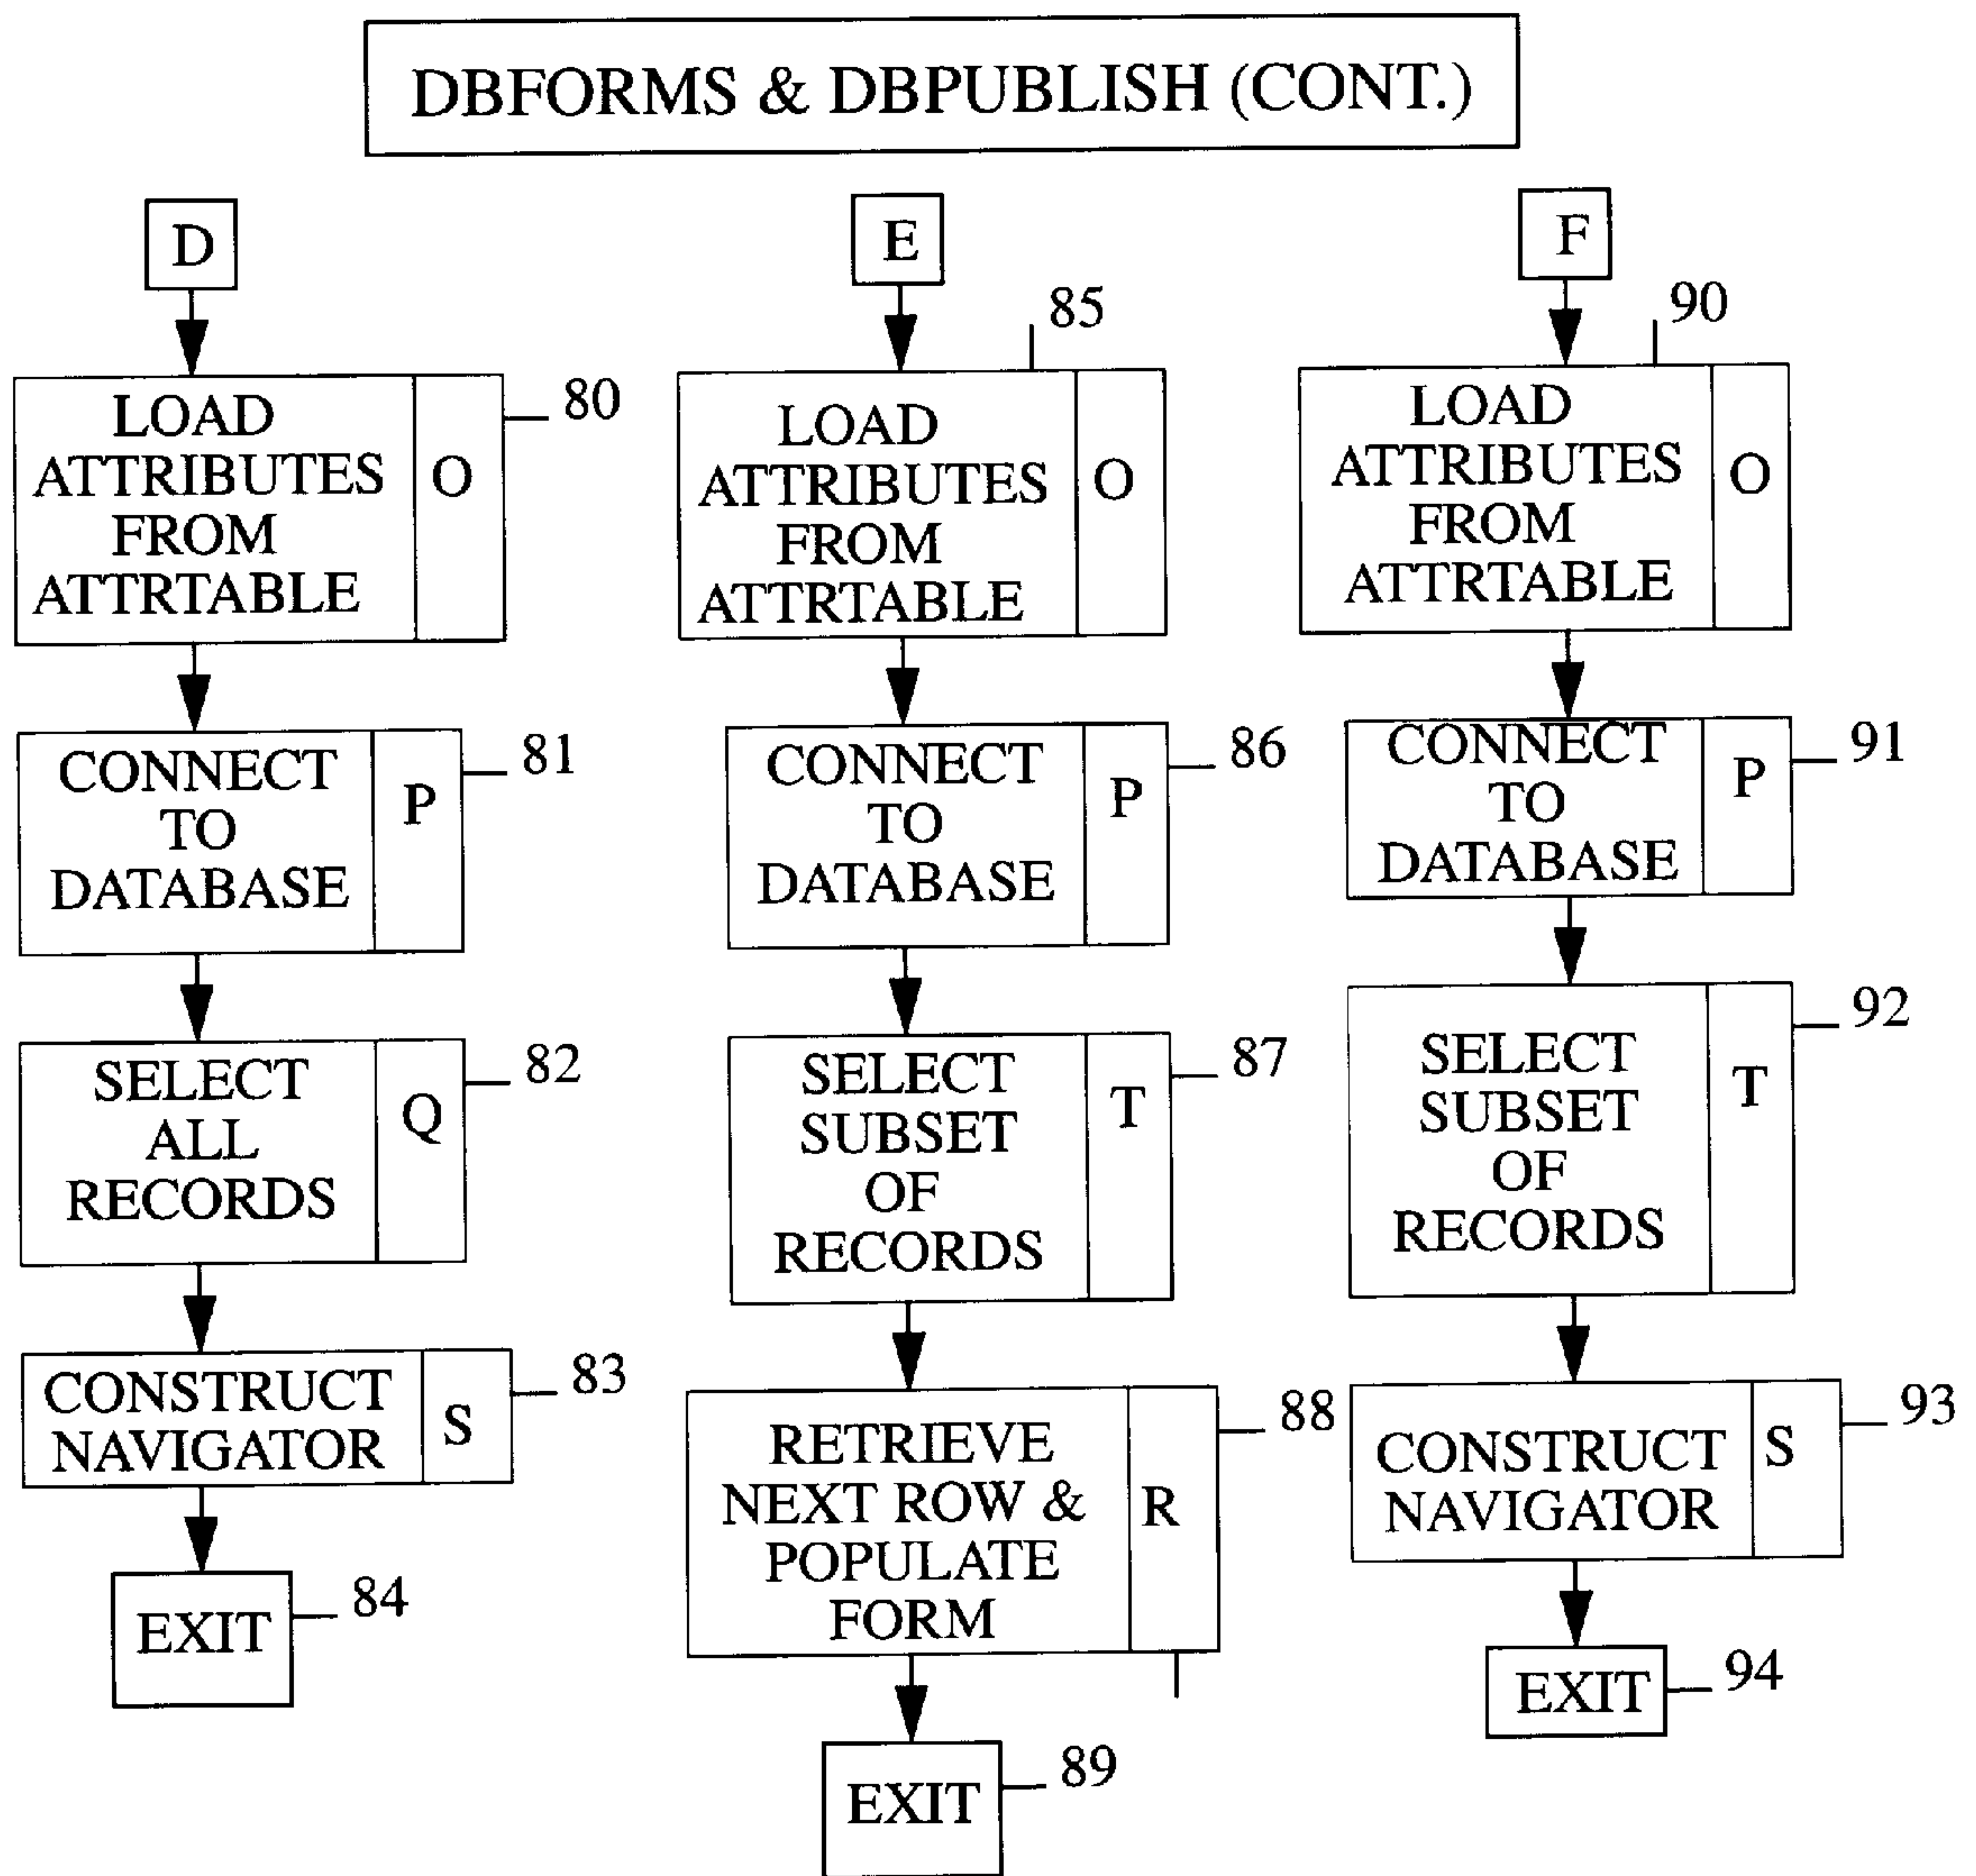 DBFORMS & DBPUBLISH (CONT.)
D
LOAD
ATTRIBUTES
FROM
ATTRTABLE
O
80
CONNECT
TO
DATABASE
P
81
SELECT
ALL
RECORDS
Q
82
CONSTRUCT
NAVIGATOR
S
83
EXIT
84
E
85
LOAD
ATTRIBUTES
FROM
ATTRTABLE
O
CONNECT
TO
DATABASE
P
86
SELECT
SUBSET
OF
RECORDS
T
87
RETRIEVE
NEXT ROW &
POPULATE
FORM
R
88
EXIT
89
F
90
LOAD
ATTRIBUTES
FROM
ATTRTABLE
O
CONNECT
TO
DATABASE
P
91
SELECT
SUBSET
OF
RECORDS
T
92
CONSTRUCT
NAVIGATOR
S
93
EXIT
94